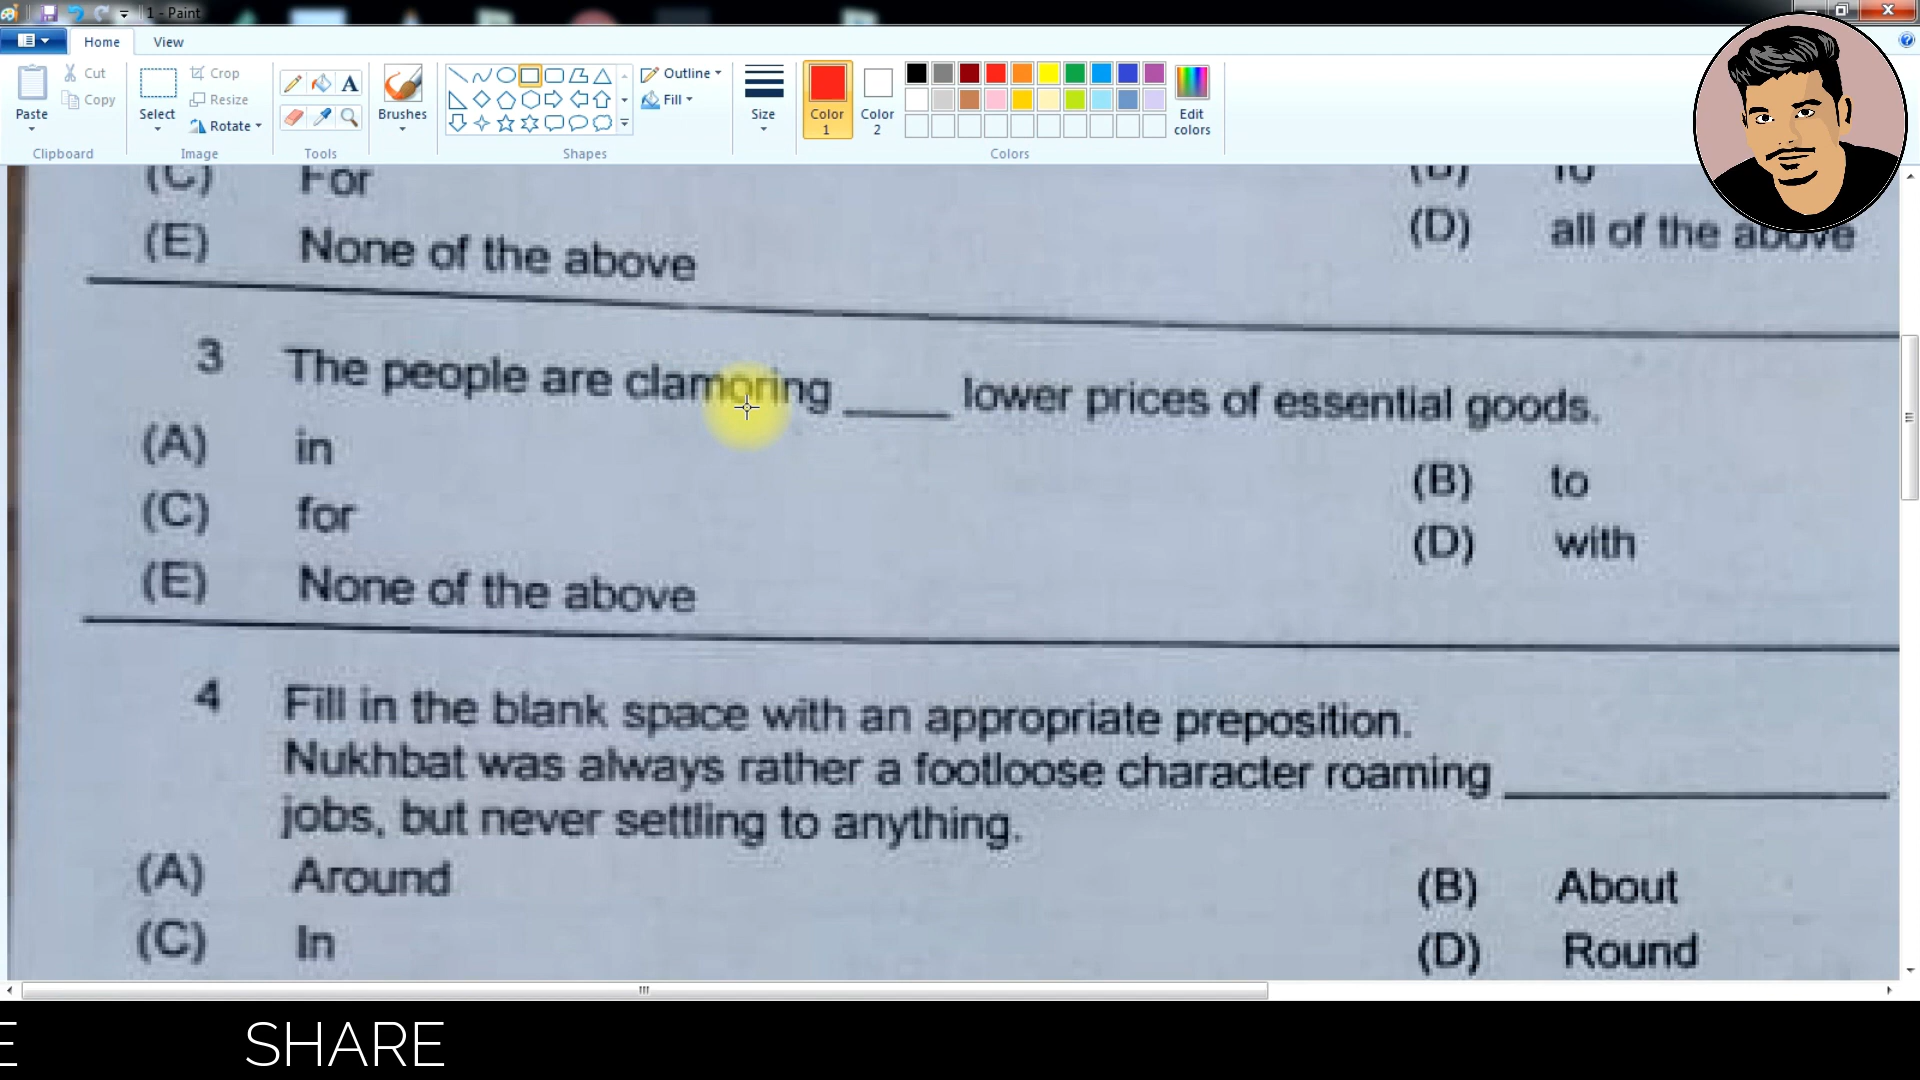 1 - Paint
Home View
Paste
Cut
Copy
Clipboard
Select
Crop
Resize
Rotate
Image
A
Tools
Brushes
Shapes
Outline
Fill
Size
Color 1
Color 2
Edit colors
Colors
(C) For
To
(E) None of the above
(D) all of the above
3 The people are clamoring ____ lower prices of essential goods.
(A) in
(B) to
(C) for
(D) with
(E) None of the above
4 Fill in the blank space with an appropriate preposition.
Nukhbat was always rather a footloose character roaming ____________
jobs, but never settling to anything.
(A) Around
(B) About
(C) In
(D) Round
E SHARE